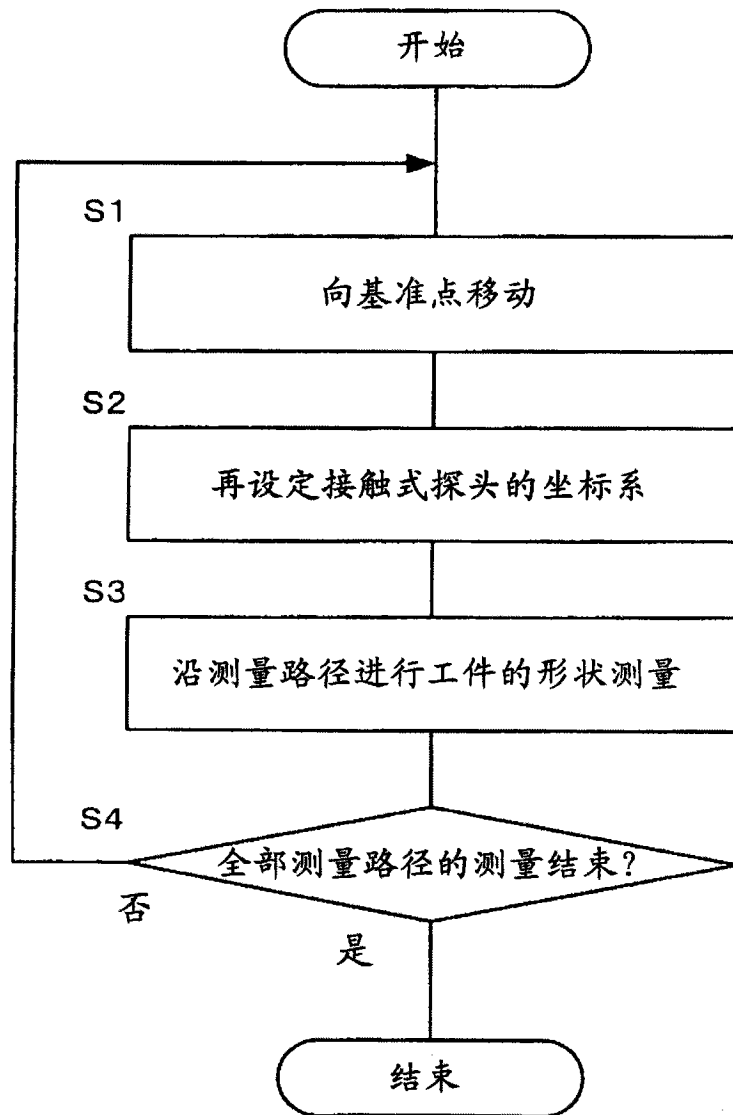 开始
S1
向基准点移动
S2
再设定接触式探头的坐标系
S3
沿测量路径进行工件的形状测量
S4
全部测量路径的测量结束?
否
是
结束